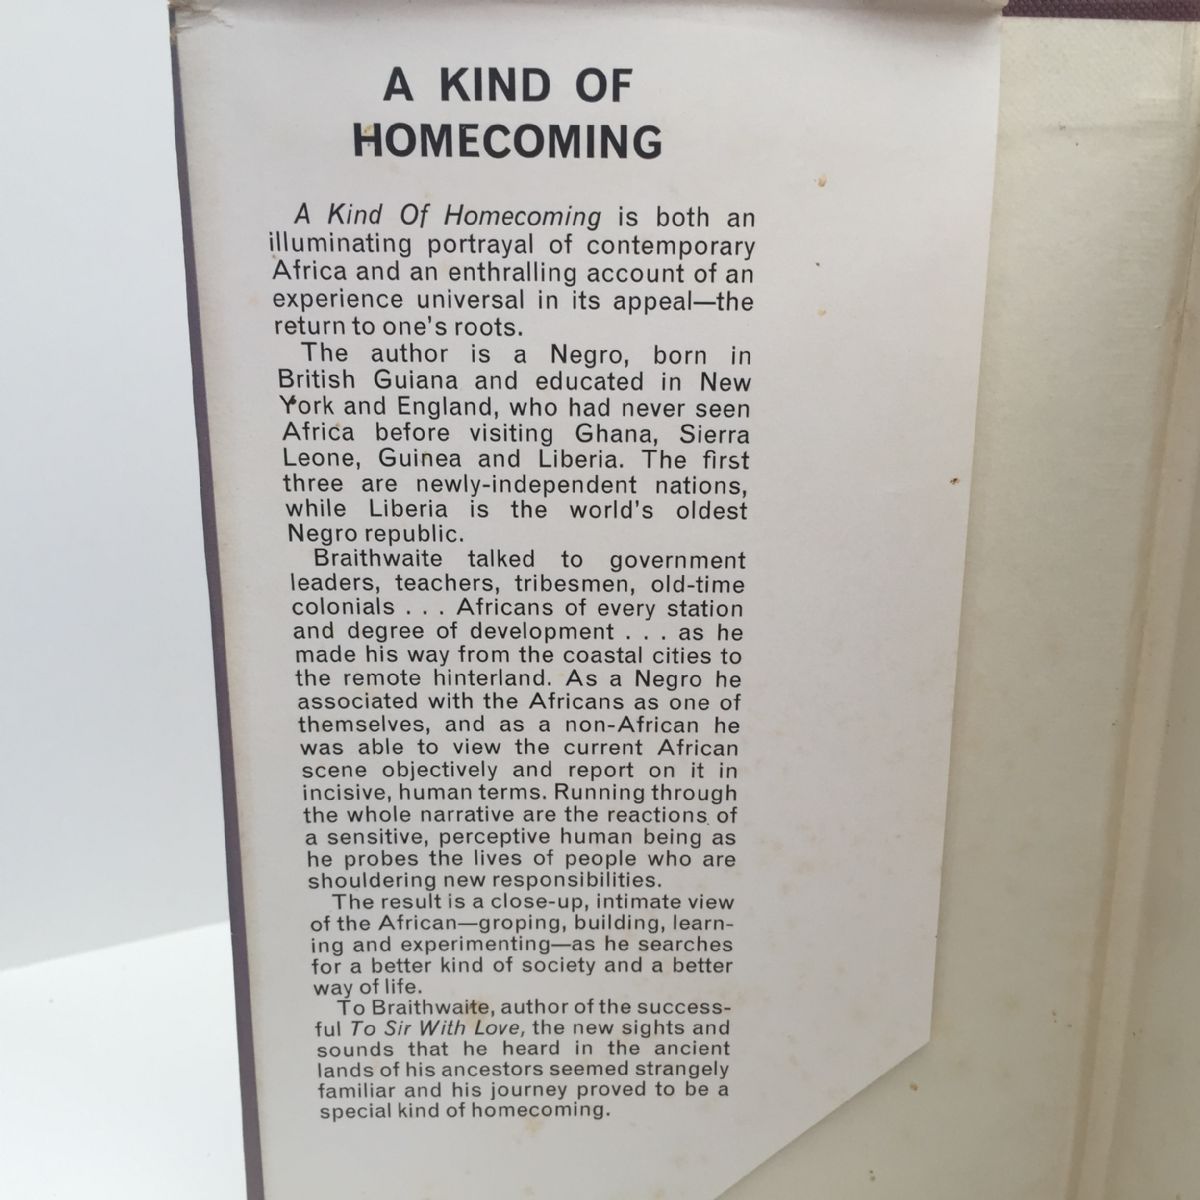 A KIND OF
HOMECOMING
A Kind Of Homecoming is both an
illuminating portrayal of contemporary
Africa and an enthralling account of an
experience universal in its appeal—the
return to one's roots.
The author is a Negro, born in
British Guiana and educated in New
York and England, who had never seen
Africa before visiting Ghana, Sierra
Leone, Guinea and Liberia. The first
three are newly-independent nations,
while Liberia is the world's oldest
Negro republic.
Braithwaite talked to government
leaders, teachers, tribesmen, old-time
colonials . . . Africans of every station
and degree of development . . . as he
made his way from the coastal cities to
the remote hinterland. As a Negro he
associated with the Africans as one of
themselves, and as a non-African he
was able to view the current African
scene objectively and report on it in
incisive, human terms. Running through
the whole narrative are the reactions of
a sensitive, perceptive human being as
he probes the lives of people who are
shouldering new responsibilities.
The result is a close-up, intimate view
of the African—groping, building, learn-
ing and experimenting—as he searches
for a better kind of society and a better
way of life.
To Braithwaite, author of the success-
ful To Sir With Love, the new sights and
sounds that he heard in the ancient
lands of his ancestors seemed strangely
familiar and his journey proved to be a
special kind of homecoming.